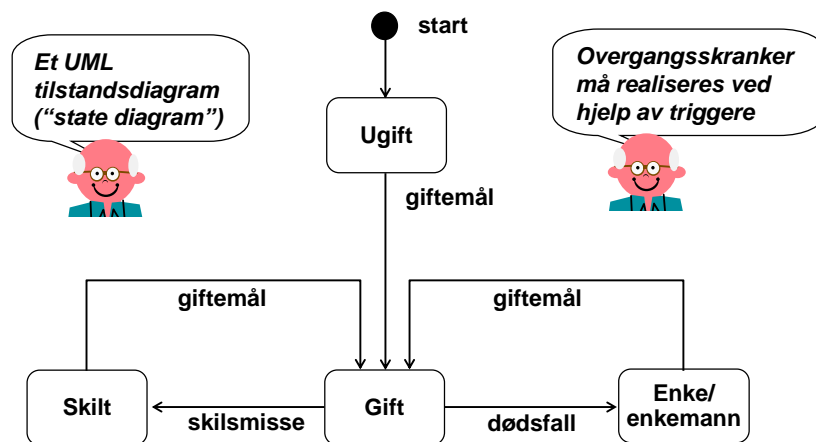 start
Et UML
tilstandsdiagram
(“state diagram”)
Overgangsskranker
må realiseres ved
hjelp av triggere
Ugift
giftemål
giftemål
giftemål
Skilt
skilsmisse
Gift
dødsfall
Enke/
enkemann